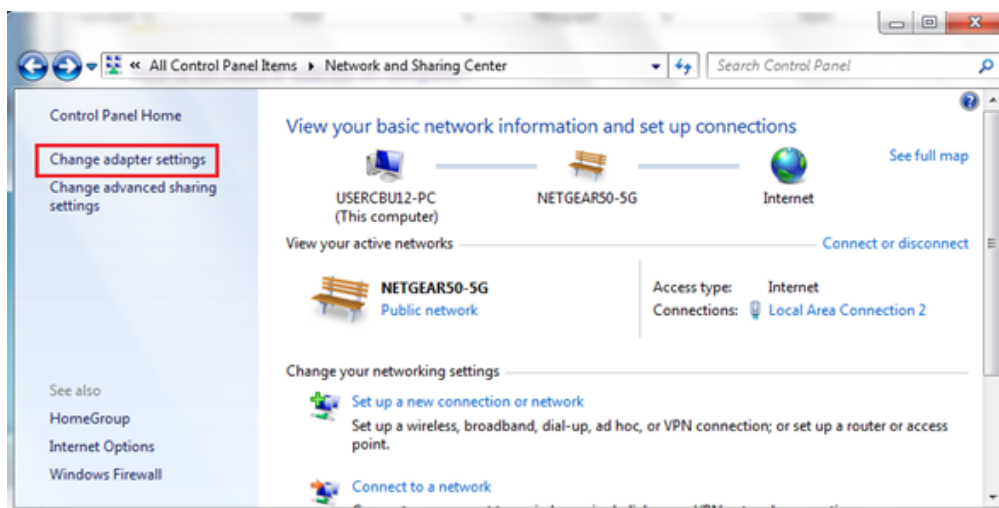 « All Control Panel Items ▸ Network and Sharing Center
Search Control Panel
Control Panel Home
Change adapter settings
Change advanced sharing
settings
See also
HomeGroup
Internet Options
Windows Firewall
View your basic network information and set up connections
See full map
USERCBU12-PC
(This computer)
NETGEAR50-5G
Internet
View your active networks
Connect or disconnect
NETGEAR50-5G
Public network
Access type: Internet
Connections: Local Area Connection 2
Change your networking settings
Set up a new connection or network
Set up a wireless, broadband, dial-up, ad hoc, or VPN connection; or set up a router or access
point.
Connect to a network